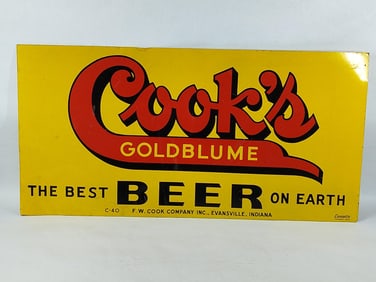 Cook's
GOLDBLUME
THE BEST BEER ON EARTH
C-40 F.W. COOK COMPANY INC., EVANSVILLE, INDIANA